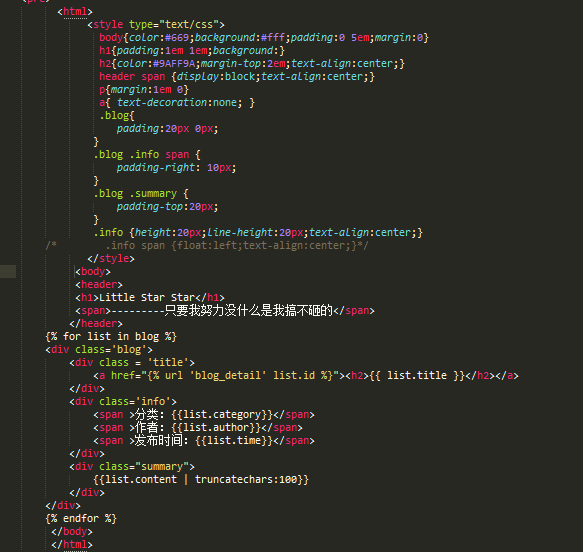 <pre>
<html>
<style type="text/css">
body{color:#669;background:#fff;padding:0 5em;margin:0}
h1{padding:1em 1em;background:}
h2{color:#9AFF9A;margin-top:2em;text-align:center;}
header span {display:block;text-align:center;}
p{margin:1em 0}
a{ text-decoration:none; }
.blog{
padding:20px 0px;
}
.blog .info span {
padding-right: 10px;
}
.blog .summary {
padding-top:20px;
}
.info {height:20px;line-height:20px;text-align:center;}
/* .info span {float:left;text-align:center;}*/
</style>
<body>
<header>
<h1>Little Star Star</h1>
<span>---------只要我努力没什么是我搞不砸的</span>
</header>
{% for list in blog %}
<div class='blog'>
<div class = 'title'>
<a href="{% url 'blog_detail' list.id %}"><h2>{{ list.title }}</h2></a>
</div>
<div class='info'>
<span >分类: {{list.category}}</span>
<span >作者: {{list.author}}</span>
<span >发布时间: {{list.time}}</span>
</div>
<div class="summary">
{{list.content | truncatechars:100}}
</div>
</div>
{% endfor %}
</body>
</html>